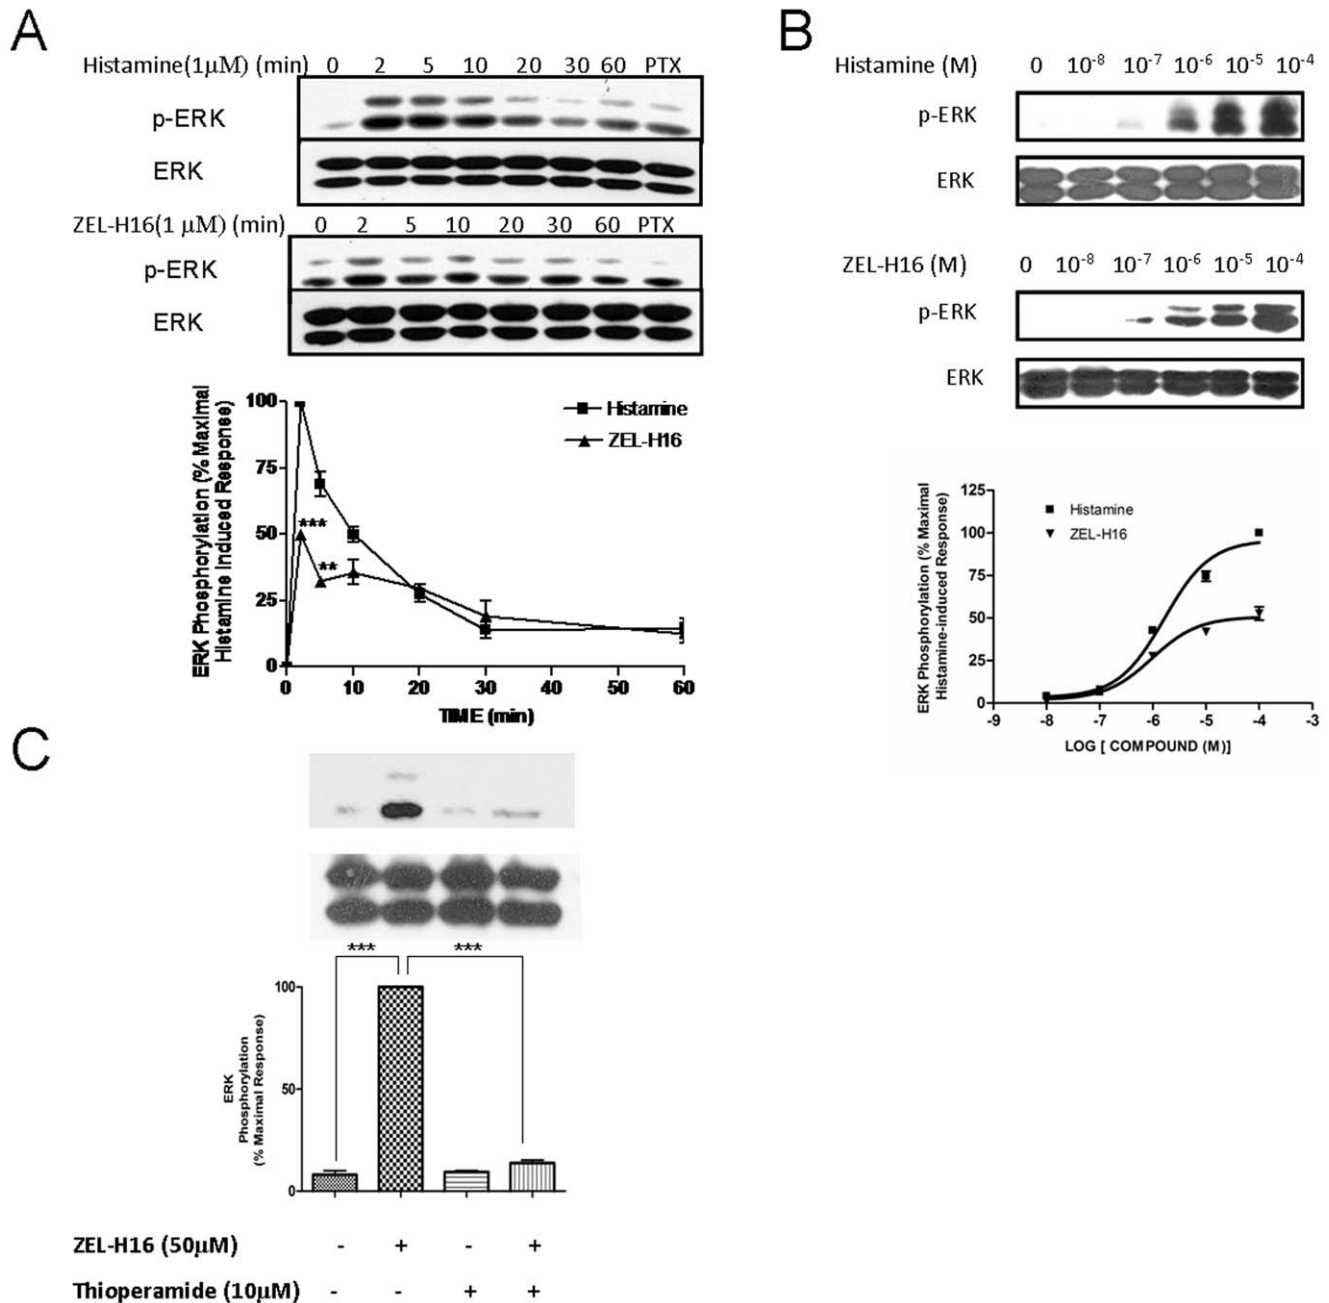 A
Histamine(1μM) (min) 0 2 5 10 20 30 60 PTX
p-ERK
ERK
ZEL-H16(1 μM) (min) 0 2 5 10 20 30 60 PTX
p-ERK
ERK
ERK Phosphorylation (% Maximal
Histamine Induced Response)
100
75
50
25
0
***
**
Histamine
ZEL-H16
0 10 20 30 40 50 60
TIME (min)
B
Histamine (M) 0 10-8 10-7 10-6 10-5 10-4
p-ERK
ERK
ZEL-H16 (M) 0 10-8 10-7 10-6 10-5 10-4
p-ERK
ERK
ERK Phosphorylation (% Maximal
Histamine-induced Response)
125
100
75
50
25
0
Histamine
ZEL-H16
-9 -8 -7 -6 -5 -4 -3
LOG [ COMPOUND (M)]
C
*** ***
ERK
Phosphorylation
(% Maximal Response)
100
50
0
ZEL-H16 (50μM) - + - +
Thioperamide (10μM) - - + +